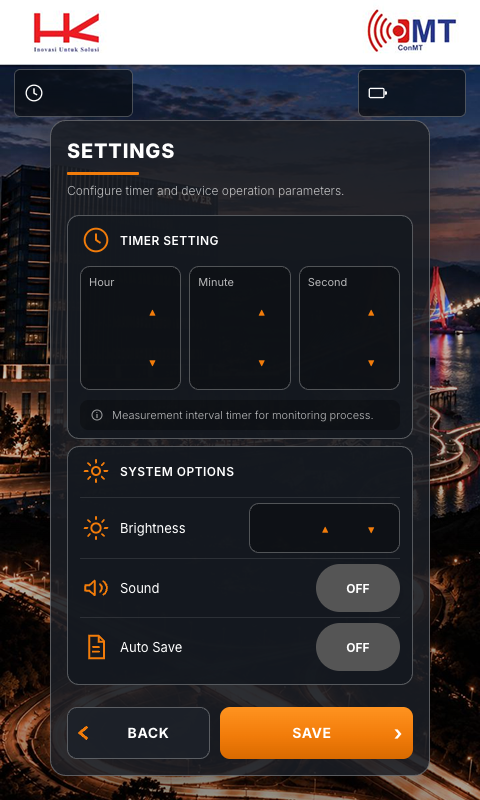 HK
Inovasi Untuk Solusi
MT
ConMT
SETTINGS
Configure timer and device operation parameters.
TOWER
TIMER SETTING
Hour
Minute
Second
Measurement interval timer for monitoring process.
SYSTEM OPTIONS
Brightness
Sound
OFF
Auto Save
OFF
BACK
SAVE